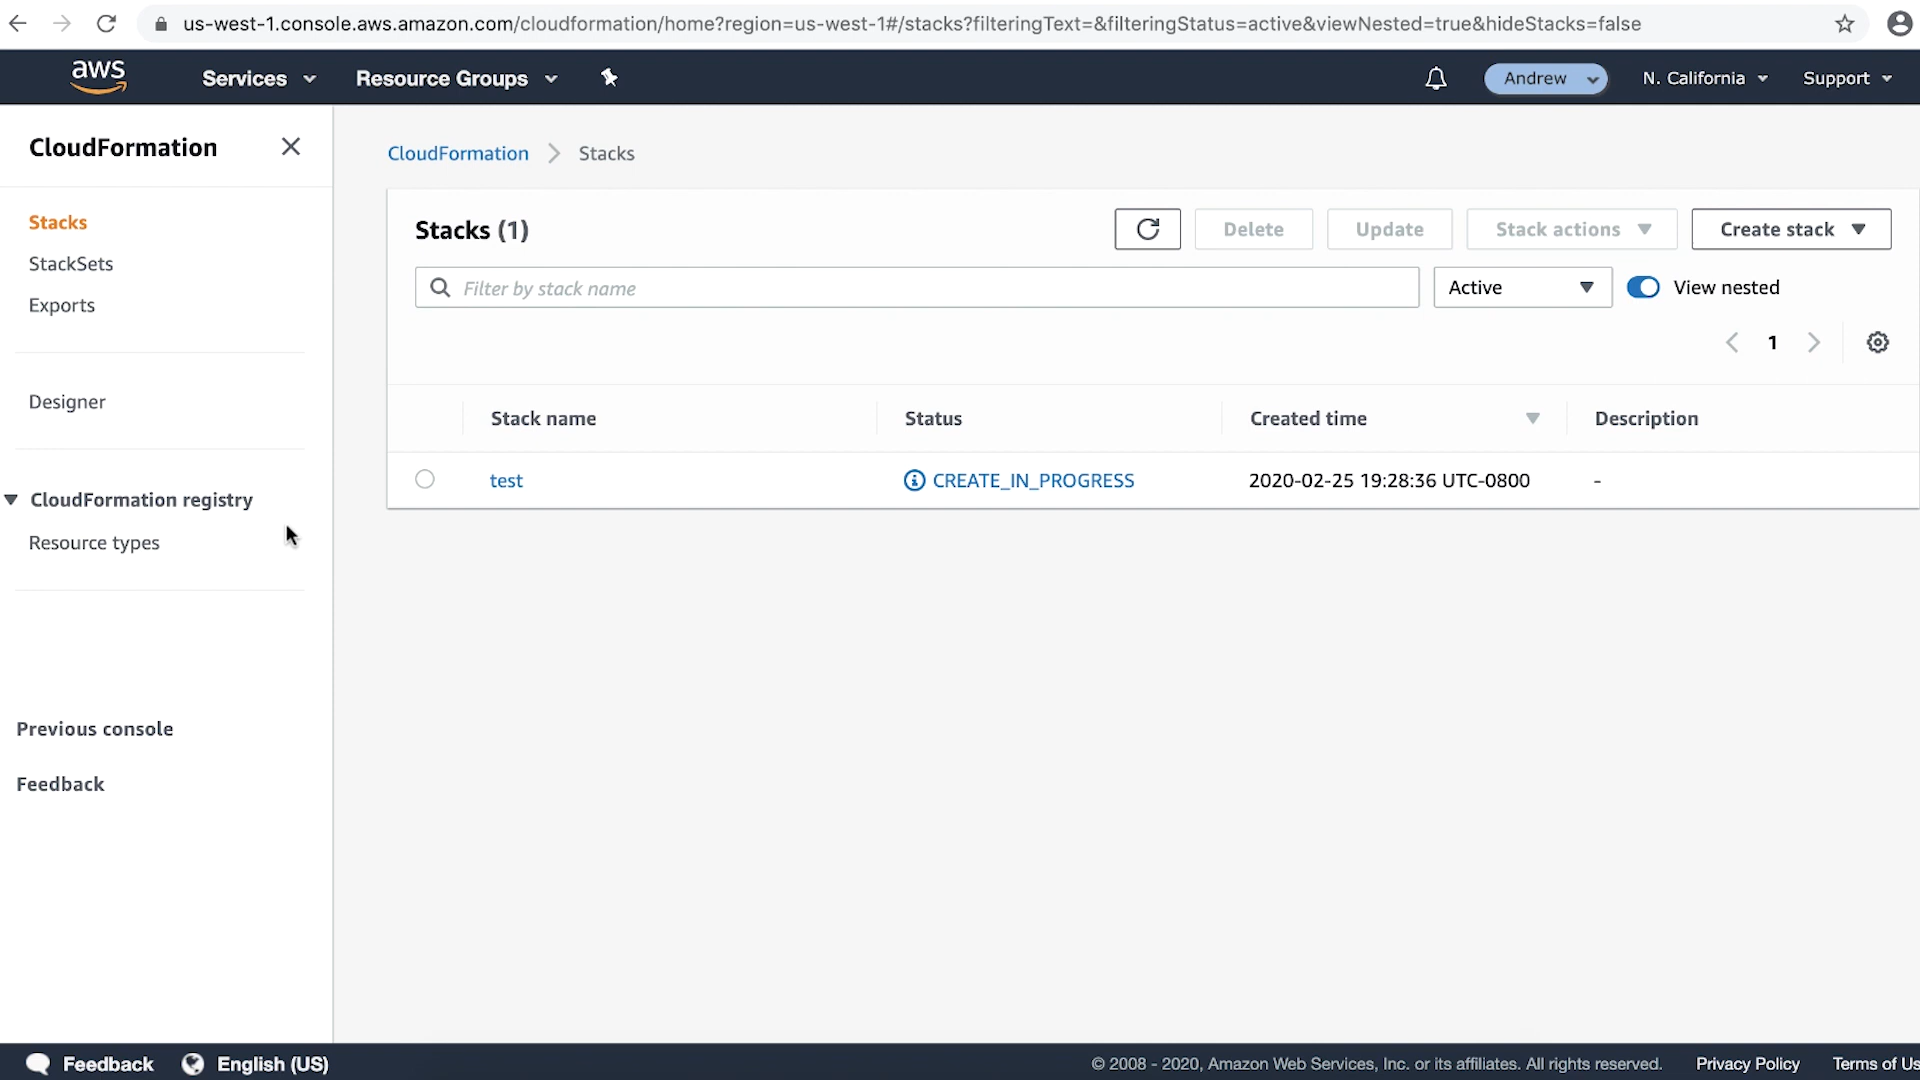 us-west-1.console.aws.amazon.com/cloudformation/home?region=us-west-1#/stacks?filteringText=&filteringStatus=active&viewNested=true&hideStacks=false
aws Services Resource Groups Andrew N. California Support
CloudFormation
CloudFormation Stacks
Stacks
StackSets
Exports
Designer
CloudFormation registry
Resource types
Previous console
Feedback
Stacks (1) Delete Update Stack actions Create stack
Filter by stack name Active View nested
1
Stack name Status Created time Description
test CREATE_IN_PROGRESS 2020-02-25 19:28:36 UTC-0800 -
Feedback English (US) © 2008 - 2020, Amazon Web Services, Inc. or its affiliates. All rights reserved. Privacy Policy Terms of Us